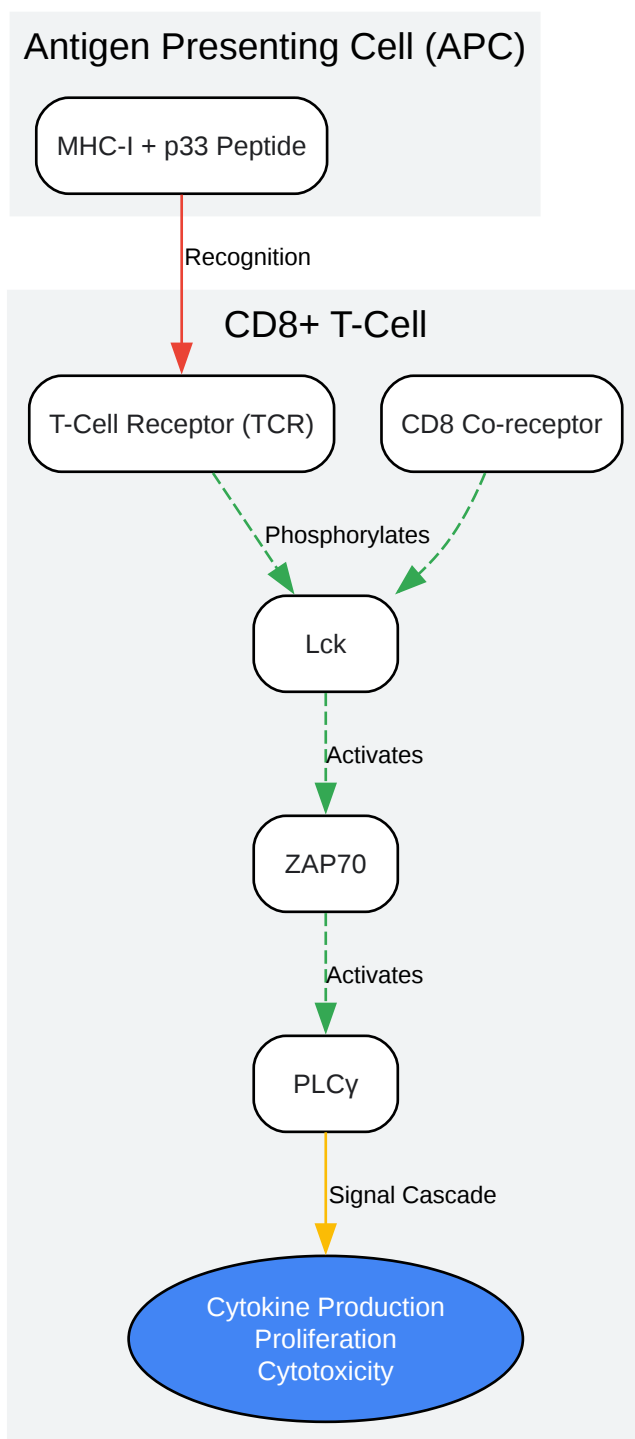 Antigen Presenting Cell (APC)
MHC-I + p33 Peptide
Recognition
CD8+ T-Cell
T-Cell Receptor (TCR)
CD8 Co-receptor
Phosphorylates
Lck
Activates
ZAP70
Activates
PLCγ
Signal Cascade
Cytokine Production
Proliferation
Cytotoxicity